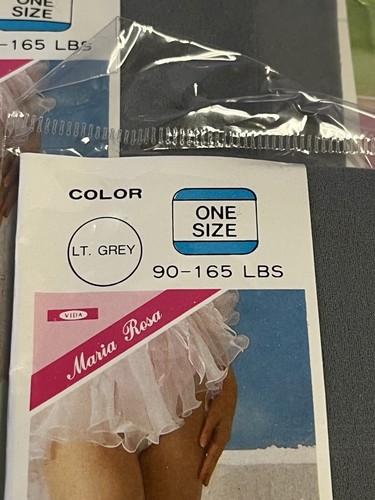 ONE
SIZE
-165 LBS
COLOR
ONE
SIZE
LT. GREY
90-165 LBS
VIDA
Maria Rosa